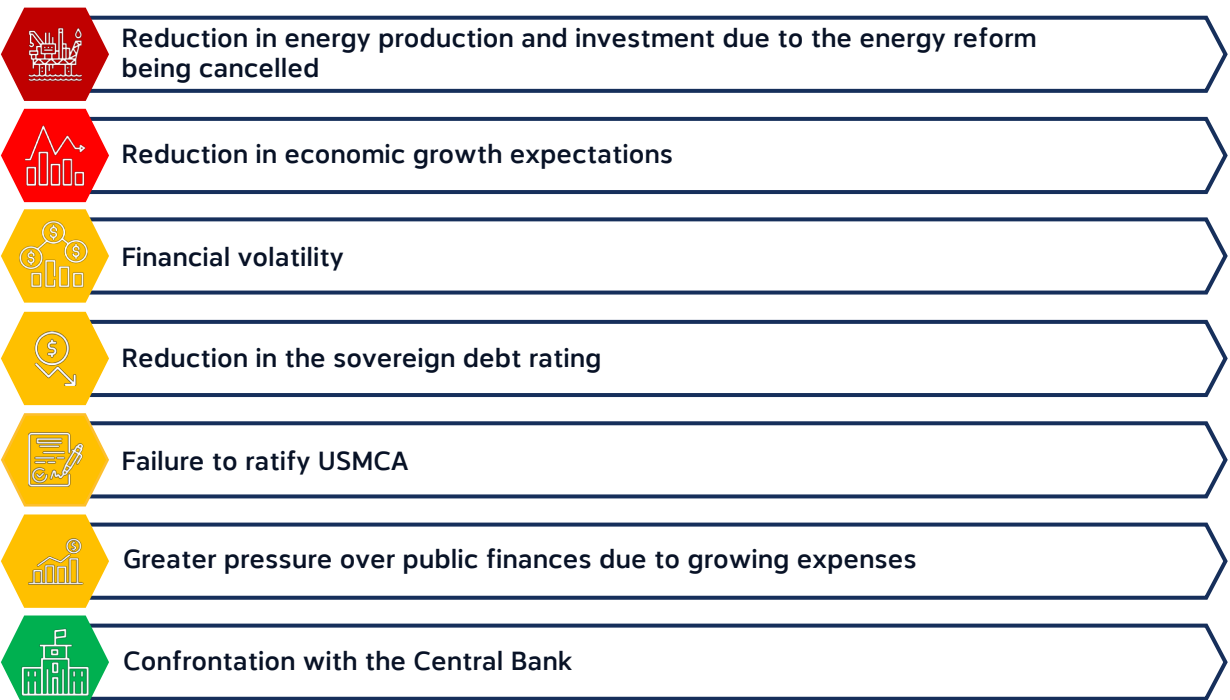 Reduction in energy production and investment due to the energy reform
being cancelled
Reduction in economic growth expectations
Financial volatility
Reduction in the sovereign debt rating
Failure to ratify USMCA
Greater pressure over public finances due to growing expenses
Confrontation with the Central Bank